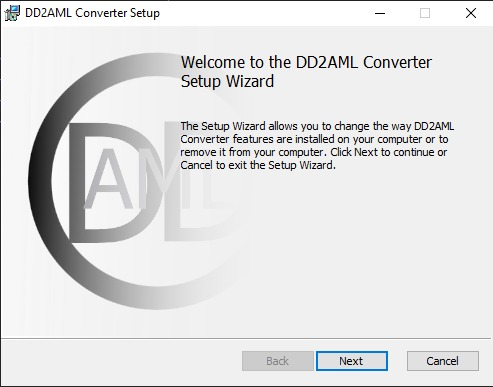 DD2AML Converter Setup
Welcome to the DD2AML Converter
Setup Wizard
The Setup Wizard allows you to change the way DD2AML
Converter features are installed on your computer or to
remove it from your computer. Click Next to continue or
Cancel to exit the Setup Wizard.
DD
AML
Back Next Cancel